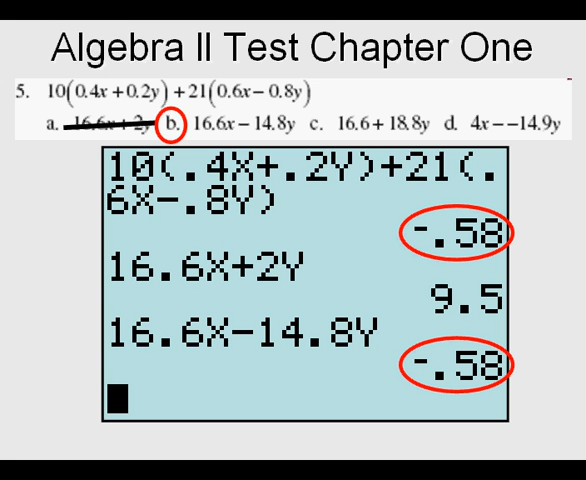 Algebra II Test Chapter One
5. 10(0.4x + 0.2y) + 21(0.6x – 0.8y)
a. 16.6x + 2y b. 16.6x – 14.8y c. 16.6 + 18.8y d. 4x – –14.9y
10(.4X+.2Y)+21(.
6X-.8Y)
-.58
16.6X+2Y
9.5
16.6X-14.8Y
-.58